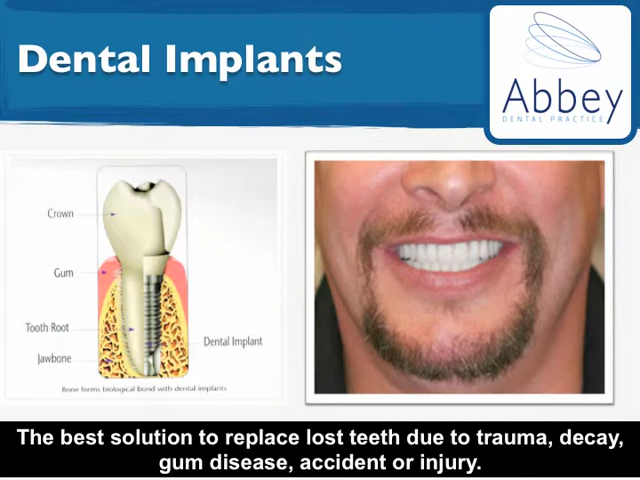 Dental Implants
Abbey
DENTAL PRACTICE
Crown
Gum
Tooth Root
Dental Implant
Jawbone
Bone forms biological bond with dental implants
The best solution to replace lost teeth due to trauma, decay,
gum disease, accident or injury.